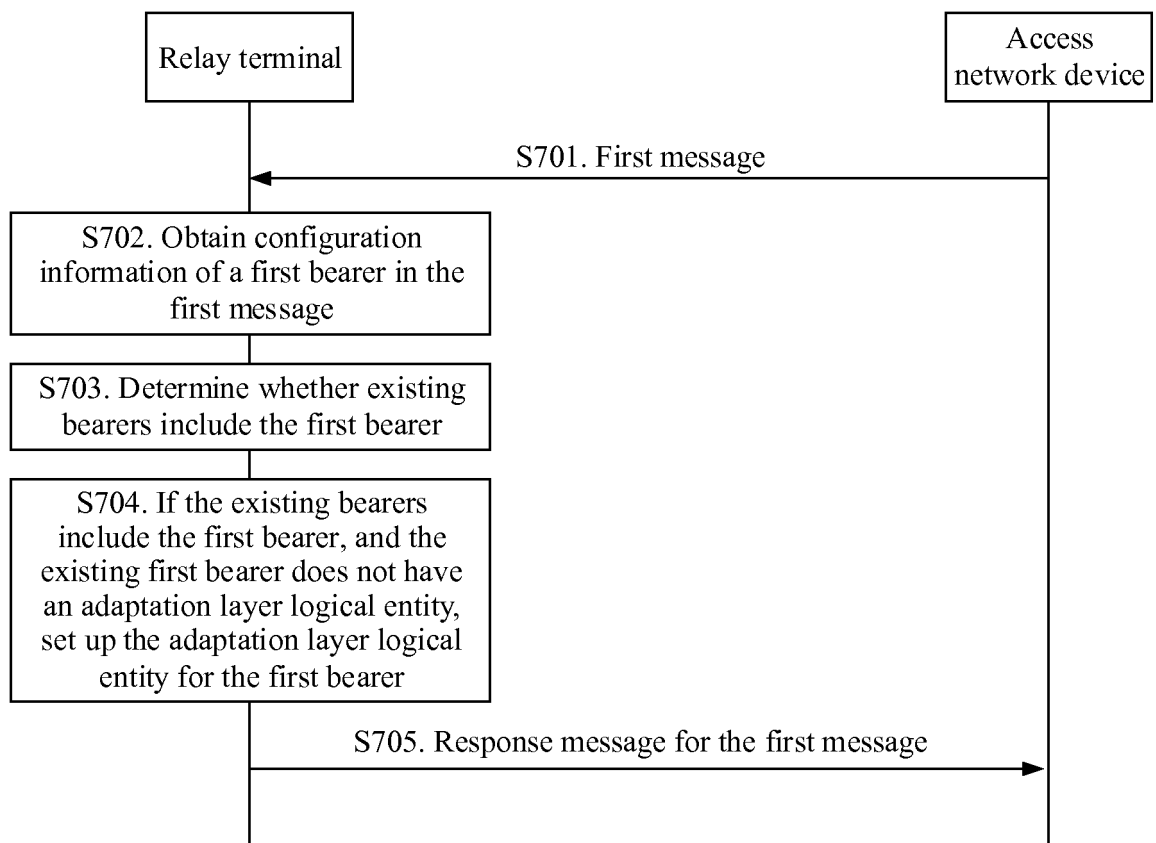 Relay terminal
Access
network device
S701. First message
S702. Obtain configuration
information of a first bearer in the
first message
S703. Determine whether existing
bearers include the first bearer
S704. If the existing bearers
include the first bearer, and the
existing first bearer does not have
an adaptation layer logical entity,
set up the adaptation layer logical
entity for the first bearer
S705. Response message for the first message